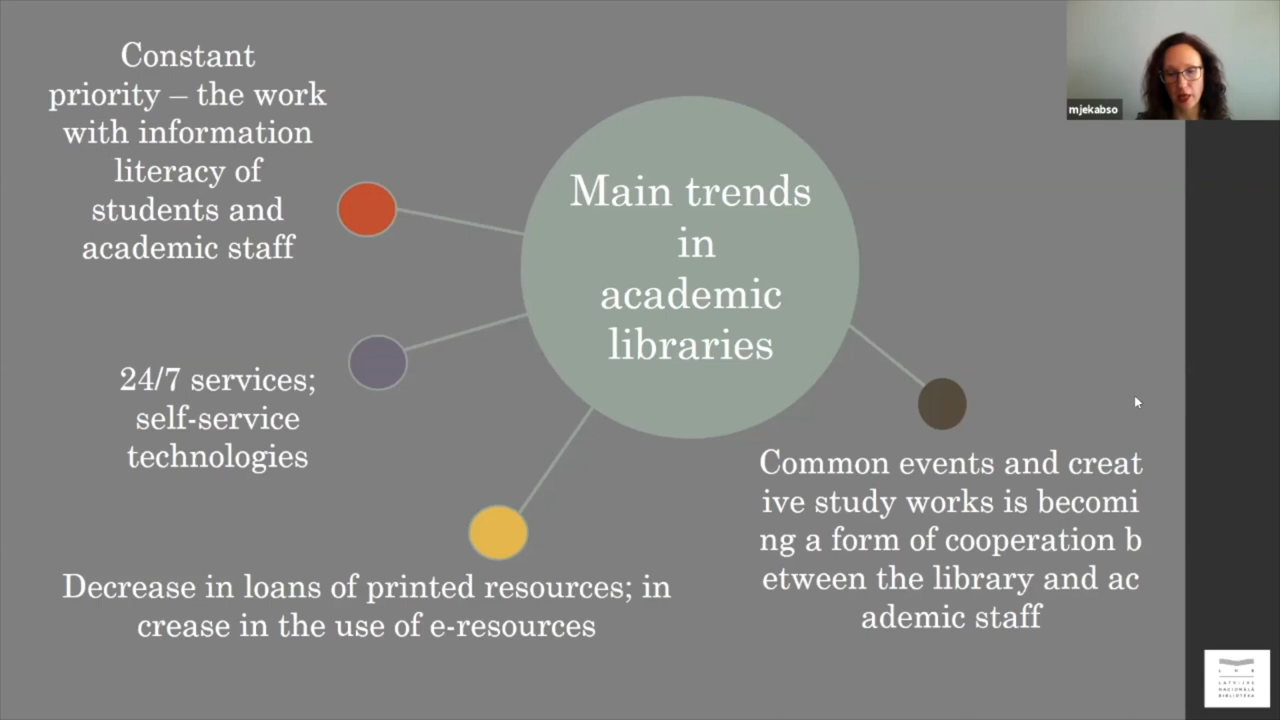 Constant
priority – the work
with information
literacy of
students and
academic staff
mjekabso
Main trends
in
academic
libraries
24/7 services;
self-service
technologies
Common events and creat
ive study works is becomi
ng a form of cooperation b
etween the library and ac
ademic staff
Decrease in loans of printed resources; in
crease in the use of e-resources
L N B
LATVIJAS
NACIONĀLĀ
BIBLIOTĒKA